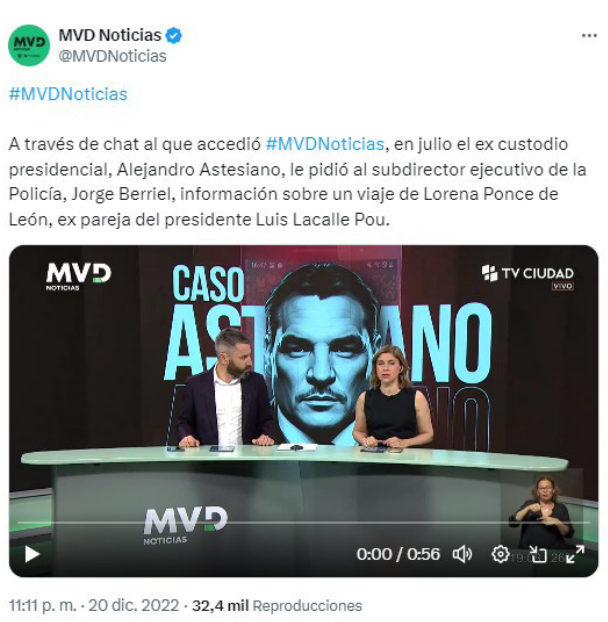 MVD Noticias
@MVDNoticias
#MVDNoticias
A través de chat al que accedió #MVDNoticias, en julio el ex custodio
presidencial, Alejandro Astesiano, le pidió al subdirector ejecutivo de la
Policía, Jorge Berriel, información sobre un viaje de Lorena Ponce de
León, ex pareja del presidente Luis Lacalle Pou.
MVD
NOTICIAS
TV CIUDAD
VIVO
CASO
MVD
NOTICIAS
0:00 / 0:56
11:11 p. m. · 20 dic. 2022 · 32,4 mil Reproducciones